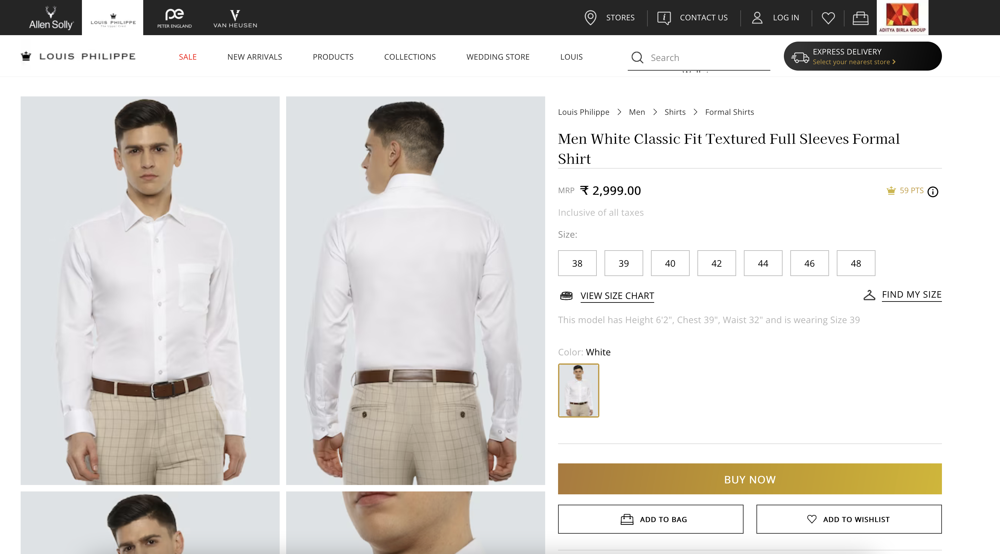 Allen Solly
LOUIS PHILIPPE
The Upper Crest
pe
PETER ENGLAND
VAN HEUSEN
STORES
CONTACT US
LOG IN
ADITYA BIRLA GROUP
LOUIS PHILIPPE
SALE
NEW ARRIVALS
PRODUCTS
COLLECTIONS
WEDDING STORE
LOUIS
Search
EXPRESS DELIVERY
Select your nearest store >
Louis Philippe > Men > Shirts > Formal Shirts
Men White Classic Fit Textured Full Sleeves Formal
Shirt
MRP ₹ 2,999.00
59 PTS
Inclusive of all taxes
Size:
38 39 40 42 44 46 48
VIEW SIZE CHART
FIND MY SIZE
This model has Height 6'2", Chest 39", Waist 32" and is wearing Size 39
Color: White
BUY NOW
ADD TO BAG
ADD TO WISHLIST